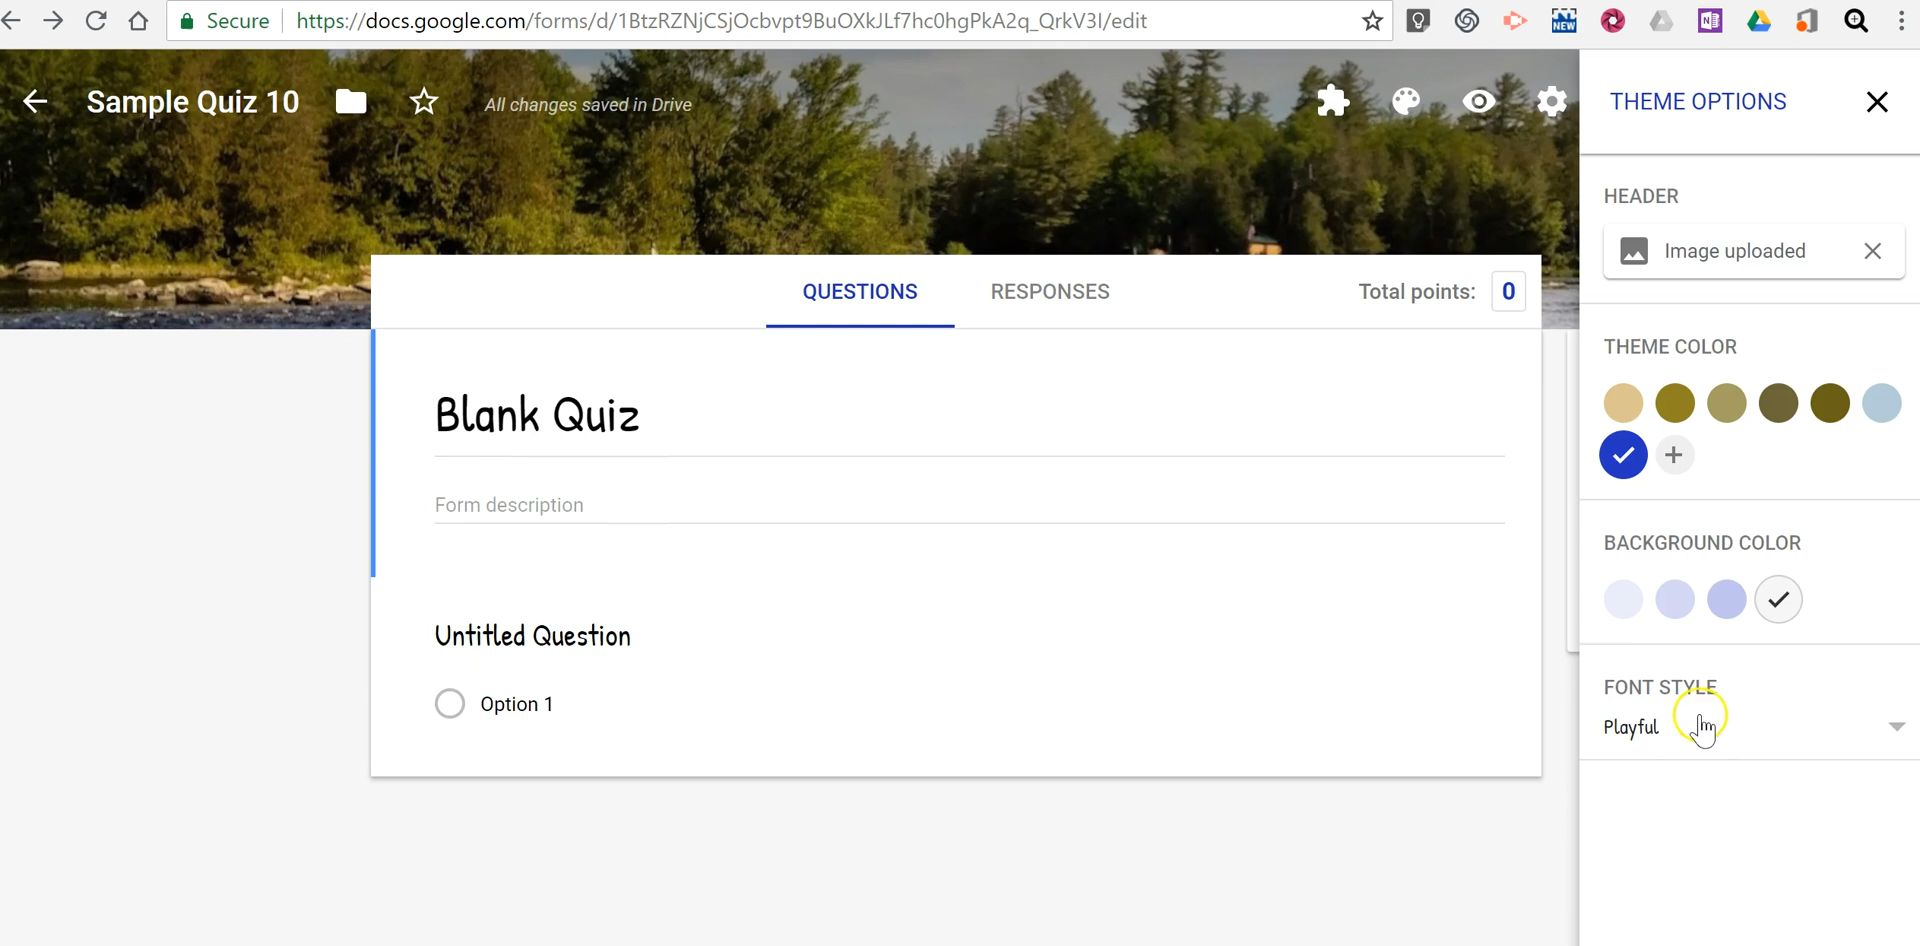 Secure https://docs.google.com/forms/d/1BtzRZNjCSjOcbvpt9BuOXkJLf7hc0hgPkA2q_QrkV3I/edit
NEW
N
Sample Quiz 10 All changes saved in Drive
THEME OPTIONS
HEADER
Image uploaded
QUESTIONS RESPONSES Total points: 0
THEME COLOR
Blank Quiz
Form description
BACKGROUND COLOR
Untitled Question
Option 1
FONT STYLE
Playful